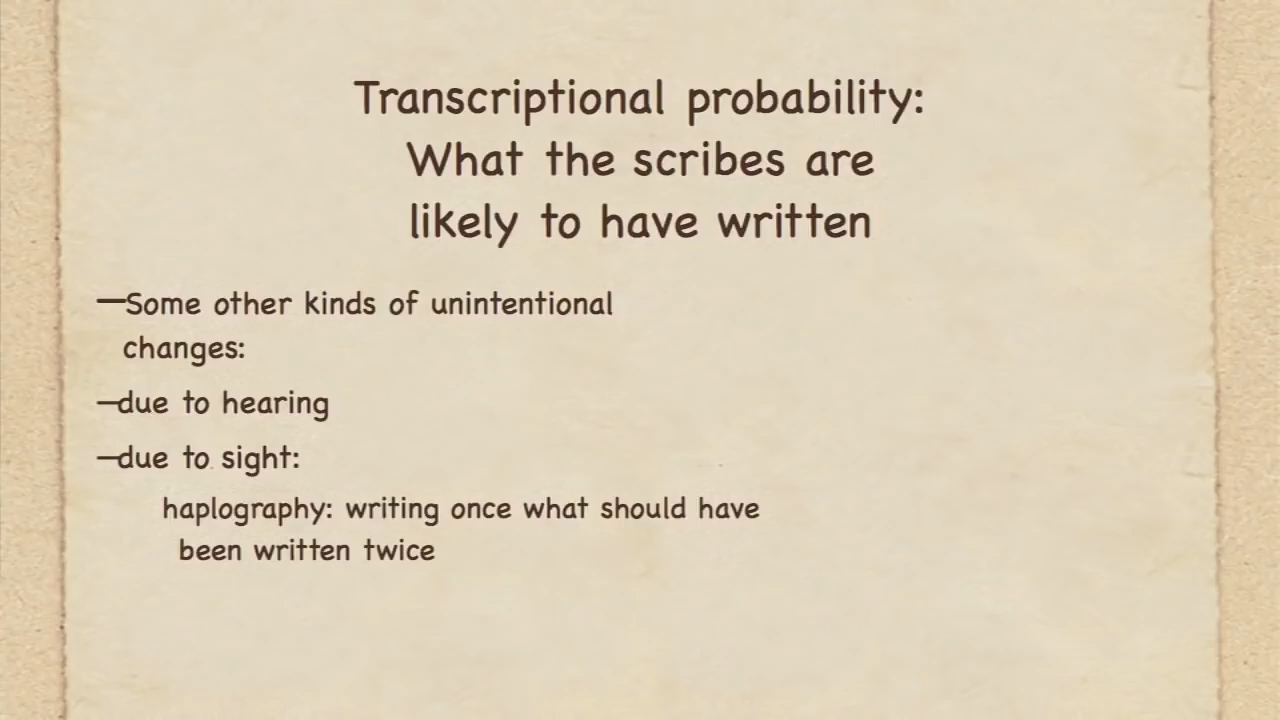 Transcriptional probability:
What the scribes are
likely to have written
—Some other kinds of unintentional
changes:
—due to hearing
—due to sight:
haplography: writing once what should have
been written twice